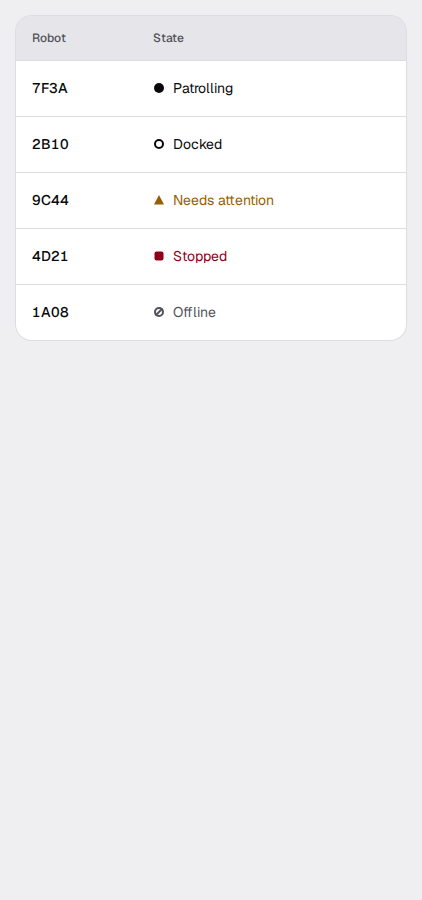 Robot State
7F3A Patrolling
2B10 Docked
9C44 Needs attention
4D21 Stopped
1A08 Offline